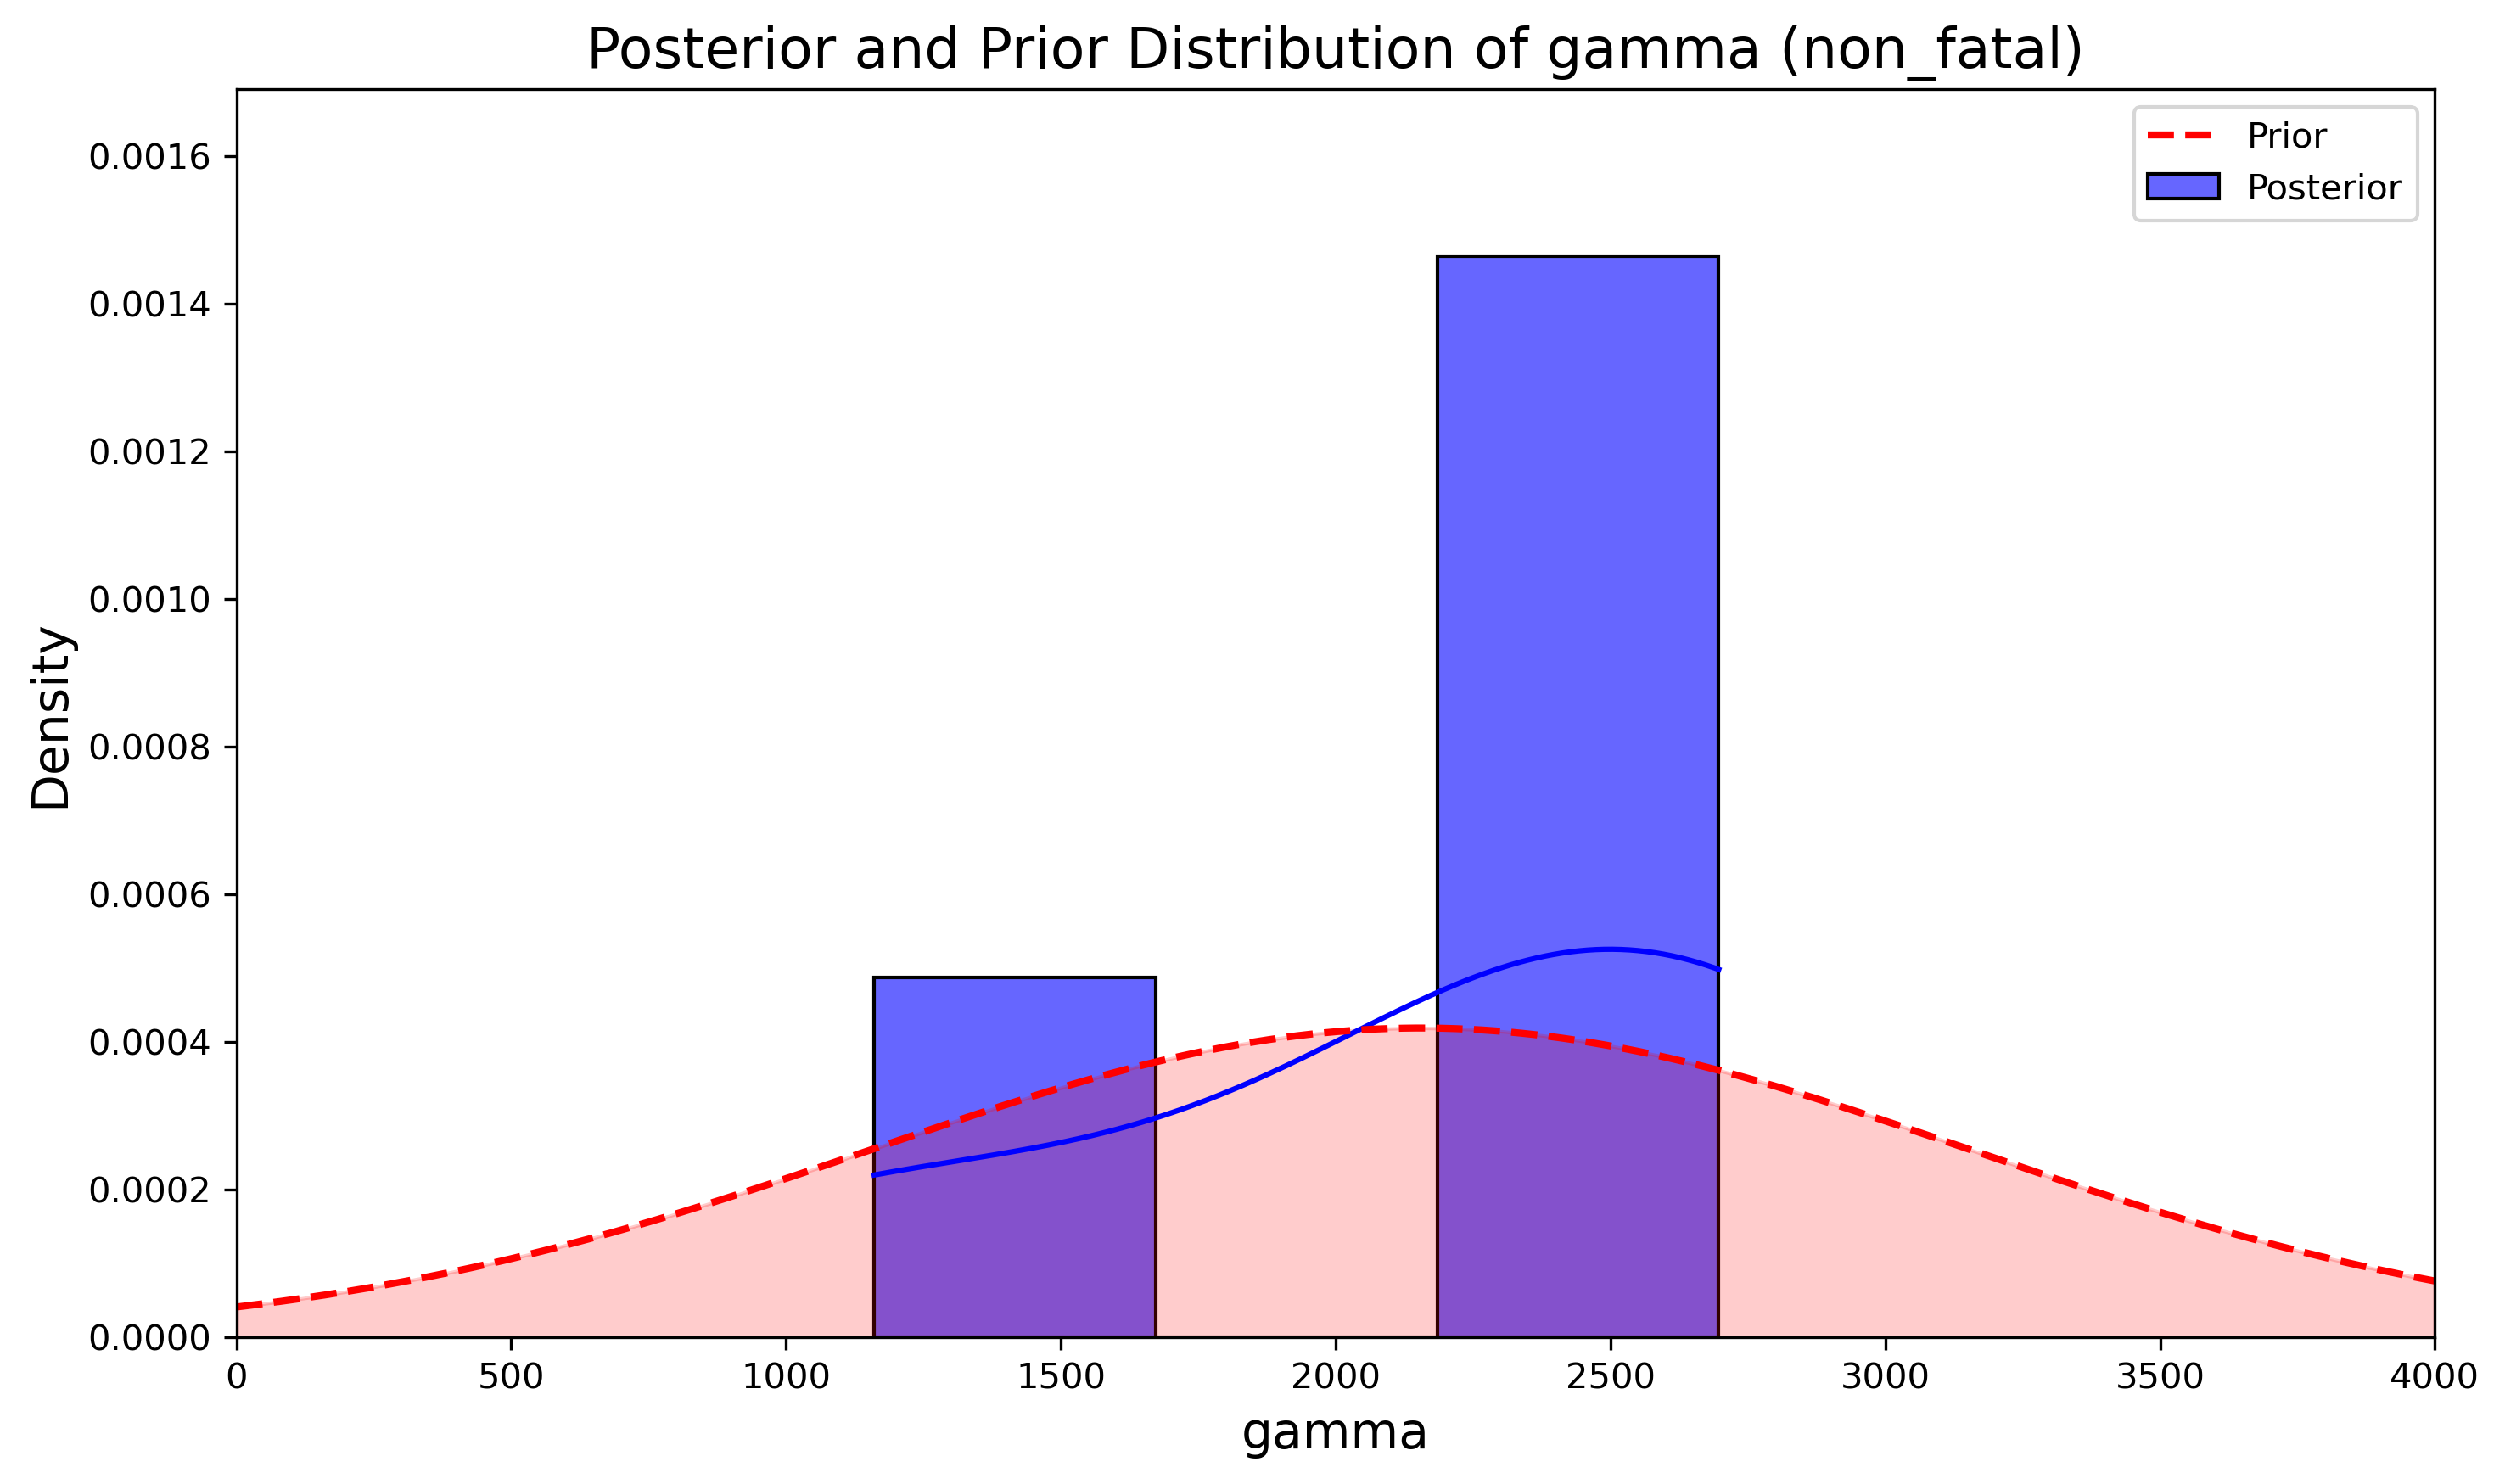 Posterior and Prior Distribution of gamma (non_fatal)
Prior
Posterior
0.0016
0.0014
0.0012
0.0010
0.0008
0.0006
0.0004
0.0002
0.0000
Density
0 500 1000 1500 2000 2500 3000 3500 4000
gamma